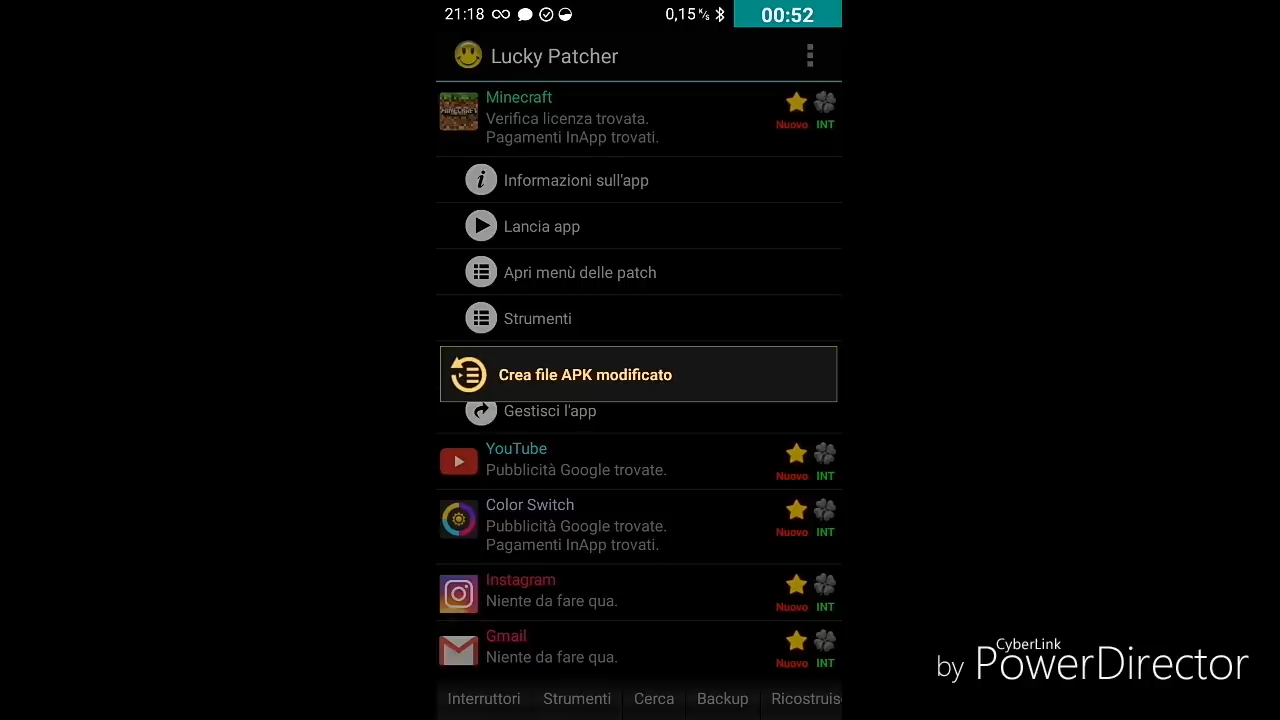 21:18
0,15 K/s
00:52
Lucky Patcher
Minecraft
Verifica licenza trovata.
Pagamenti InApp trovati.
Nuovo INT
Informazioni sull'app
Lancia app
Apri menù delle patch
Strumenti
Crea file APK modificato
Gestisci l'app
YouTube
Pubblicità Google trovate.
Nuovo INT
Color Switch
Pubblicità Google trovate.
Pagamenti InApp trovati.
Nuovo INT
Instagram
Niente da fare qua.
Nuovo INT
Gmail
Niente da fare qua.
Nuovo INT
Interruttori Strumenti Cerca Backup Ricostruis
CyberLink
by PowerDirector